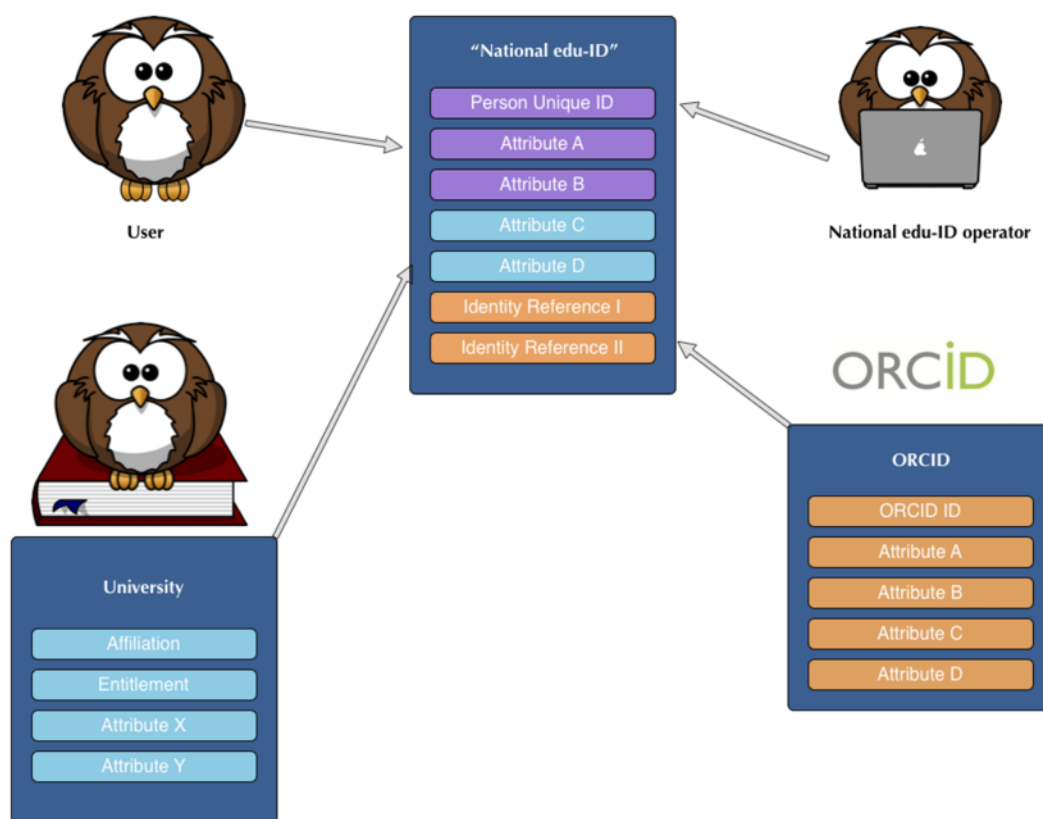 “National edu-ID”
Person Unique ID
Attribute A
Attribute B
Attribute C
Attribute D
Identity Reference I
Identity Reference II
User
National edu-ID operator
University
Affiliation
Entitlement
Attribute X
Attribute Y
ORCID
ORCID
ORCID ID
Attribute A
Attribute B
Attribute C
Attribute D